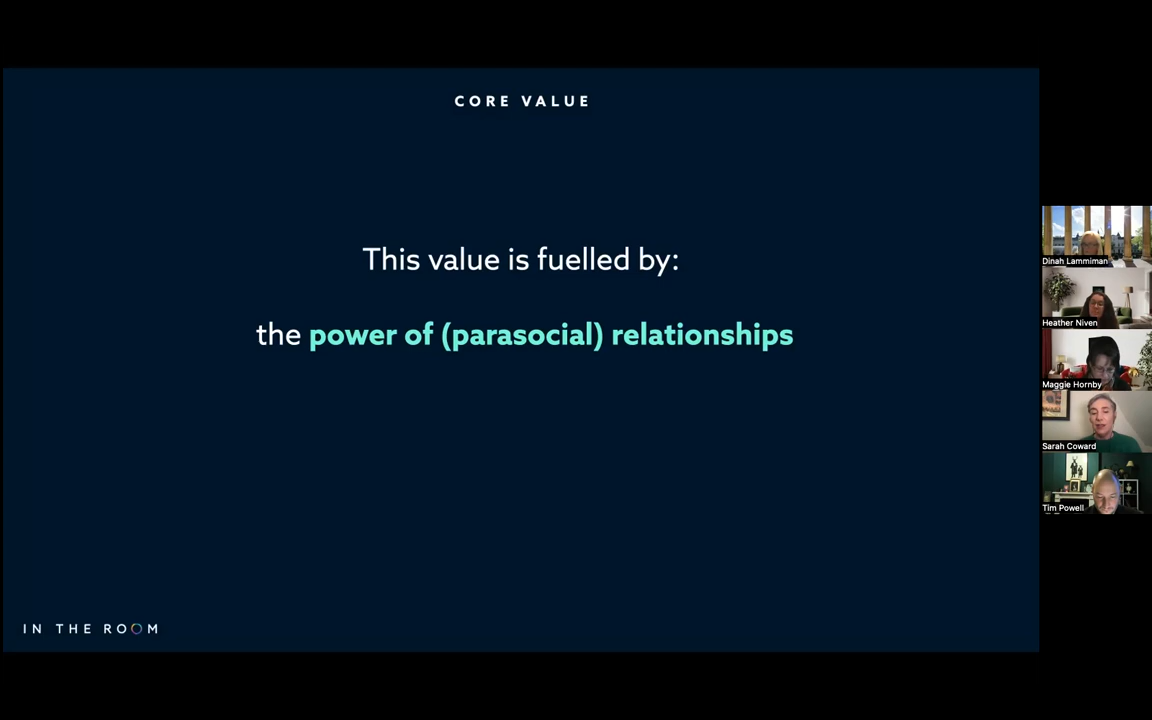 CORE VALUE
This value is fuelled by:
the power of (parasocial) relationships
IN THE ROOM
Dinah Lammiman
Heather Niven
Maggie Hornby
Sarah Coward
Tim Powell